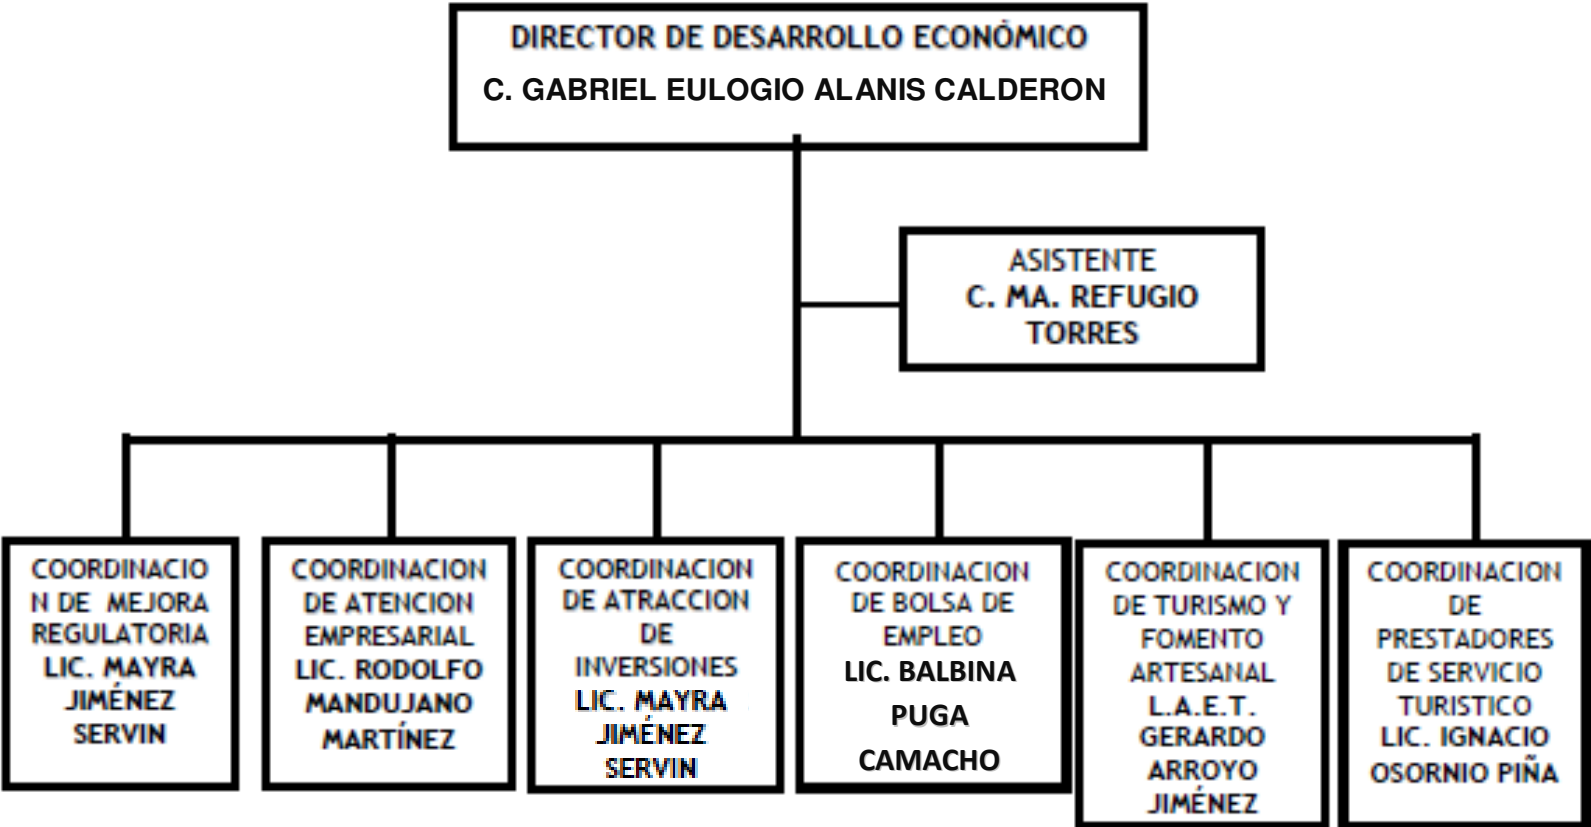 DIRECTOR DE DESARROLLO ECONÓMICO
C. GABRIEL EULOGIO ALANIS CALDERON
ASISTENTE
C. MA. REFUGIO
TORRES
COORDINACIO
N DE MEJORA
REGULATORIA
LIC. MAYRA
JIMÉNEZ
SERVIN
COORDINACION
DE ATENCION
EMPRESARIAL
LIC. RODOLFO
MANDUJANO
MARTÍNEZ
COORDINACION
DE ATRACCION
DE
INVERSIONES
LIC. MAYRA
JIMÉNEZ
SERVIN
COORDINACION
DE BOLSA DE
EMPLEO
LIC. BALBINA
PUGA
CAMACHO
COORDINACION
DE TURISMO Y
FOMENTO
ARTESANAL
L.A.E.T.
GERARDO
ARROYO
JIMÉNEZ
COORDINACION
DE
PRESTADORES
DE SERVICIO
TURISTICO
LIC. IGNACIO
OSORNIO PIÑA